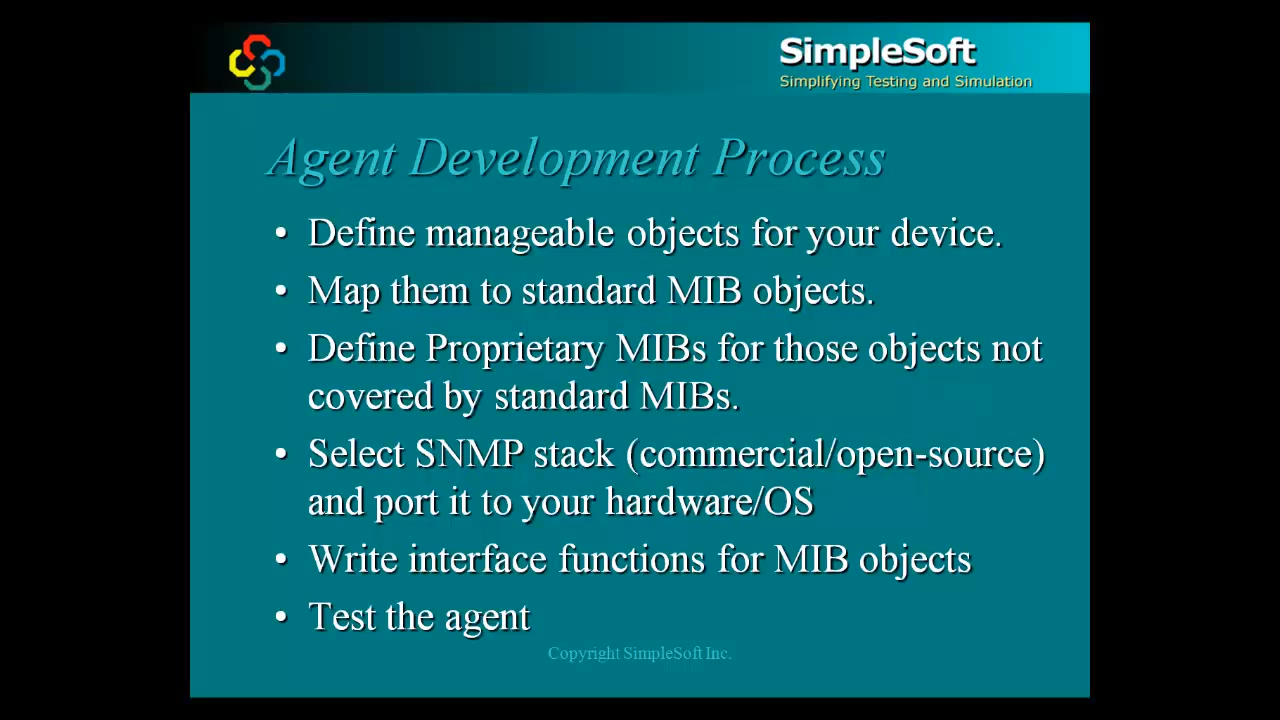 SimpleSoft
Simplifying Testing and Simulation
Agent Development Process
• Define manageable objects for your device.
• Map them to standard MIB objects.
• Define Proprietary MIBs for those objects not
covered by standard MIBs.
• Select SNMP stack (commercial/open-source)
and port it to your hardware/OS
• Write interface functions for MIB objects
• Test the agent
Copyright SimpleSoft Inc.